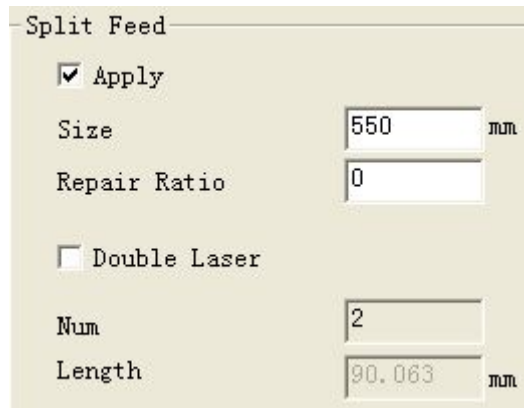 Split Feed
Apply
Size 550 mm
Repair Ratio 0
Double Laser
Num 2
Length 90.063 mm